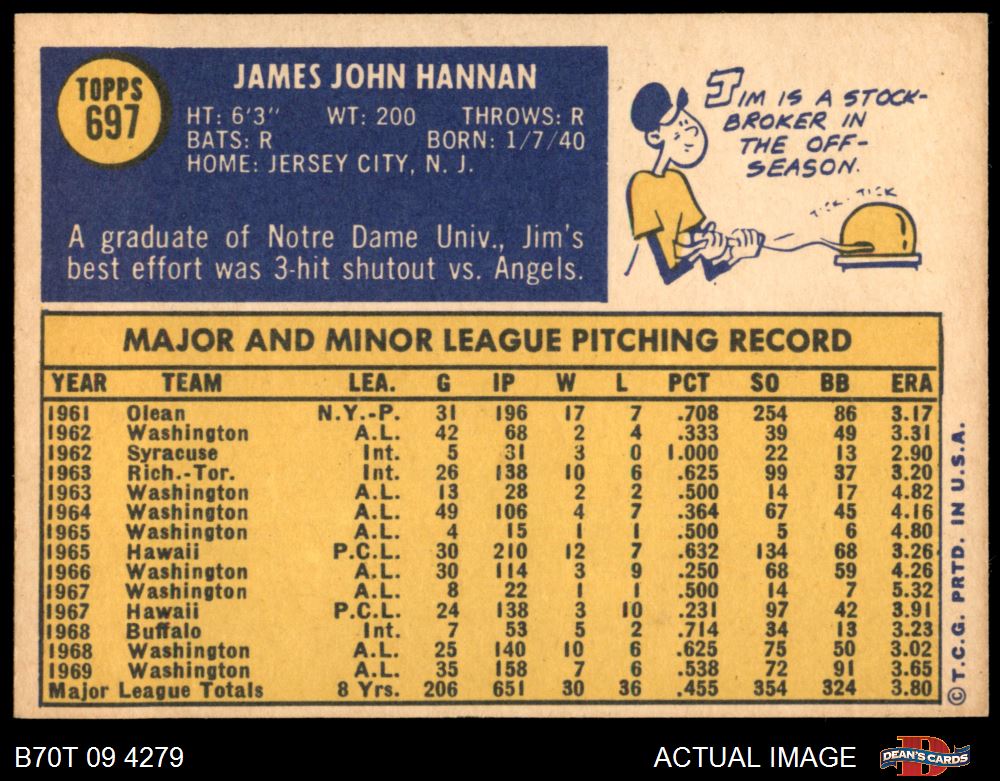 TOPPS
697
JAMES JOHN HANNAN
HT: 6'3" WT: 200 THROWS: R
BATS: R BORN: 1/7/40
HOME: JERSEY CITY, N. J.
A graduate of Notre Dame Univ., Jim's
best effort was 3-hit shutout vs. Angels.
JIM IS A STOCK-
BROKER IN
THE OFF-
SEASON.
TICK-TICK
MAJOR AND MINOR LEAGUE PITCHING RECORD
YEAR TEAM LEA. G IP W L PCT SO BB ERA
1961 Olean N.Y.-P. 31 196 17 7 .708 254 86 3.17
1962 Washington A.L. 42 68 2 4 .333 39 49 3.31
1962 Syracuse Int. 5 31 3 0 1.000 22 13 2.90
1963 Rich.-Tor. Int. 26 138 10 6 .625 99 37 3.20
1963 Washington A.L. 13 28 2 2 .500 14 17 4.82
1964 Washington A.L. 49 106 4 7 .364 67 45 4.16
1965 Washington A.L. 4 15 1 1 .500 5 6 4.80
1965 Hawaii P.C.L. 30 210 12 7 .632 134 68 3.26
1966 Washington A.L. 30 114 3 9 .250 68 59 4.26
1967 Washington A.L. 8 22 1 1 .500 14 7 5.32
1967 Hawaii P.C.L. 24 138 3 10 .231 97 42 3.91
1968 Buffalo Int. 7 53 5 2 .714 34 13 3.23
1968 Washington A.L. 25 140 10 6 .625 75 50 3.02
1969 Washington A.L. 35 158 7 6 .538 72 91 3.65
Major League Totals 8 Yrs. 206 651 30 36 .455 354 324 3.80
© T.C.G. PRTD. IN U.S.A.
B70T 09 4279
ACTUAL IMAGE
DEAN'S CARDS